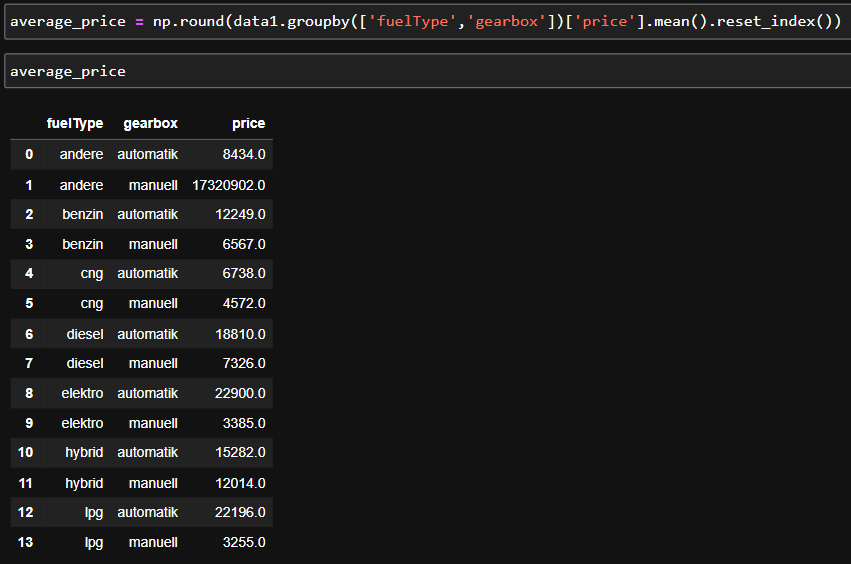 average_price = np.round(data1.groupby(['fuelType','gearbox'])['price'].mean().reset_index())
average_price
fuelType gearbox price
0 andere automatik 8434.0
1 andere manuell 17320902.0
2 benzin automatik 12249.0
3 benzin manuell 6567.0
4 cng automatik 6738.0
5 cng manuell 4572.0
6 diesel automatik 18810.0
7 diesel manuell 7326.0
8 elektro automatik 22900.0
9 elektro manuell 3385.0
10 hybrid automatik 15282.0
11 hybrid manuell 12014.0
12 lpg automatik 22196.0
13 lpg manuell 3255.0